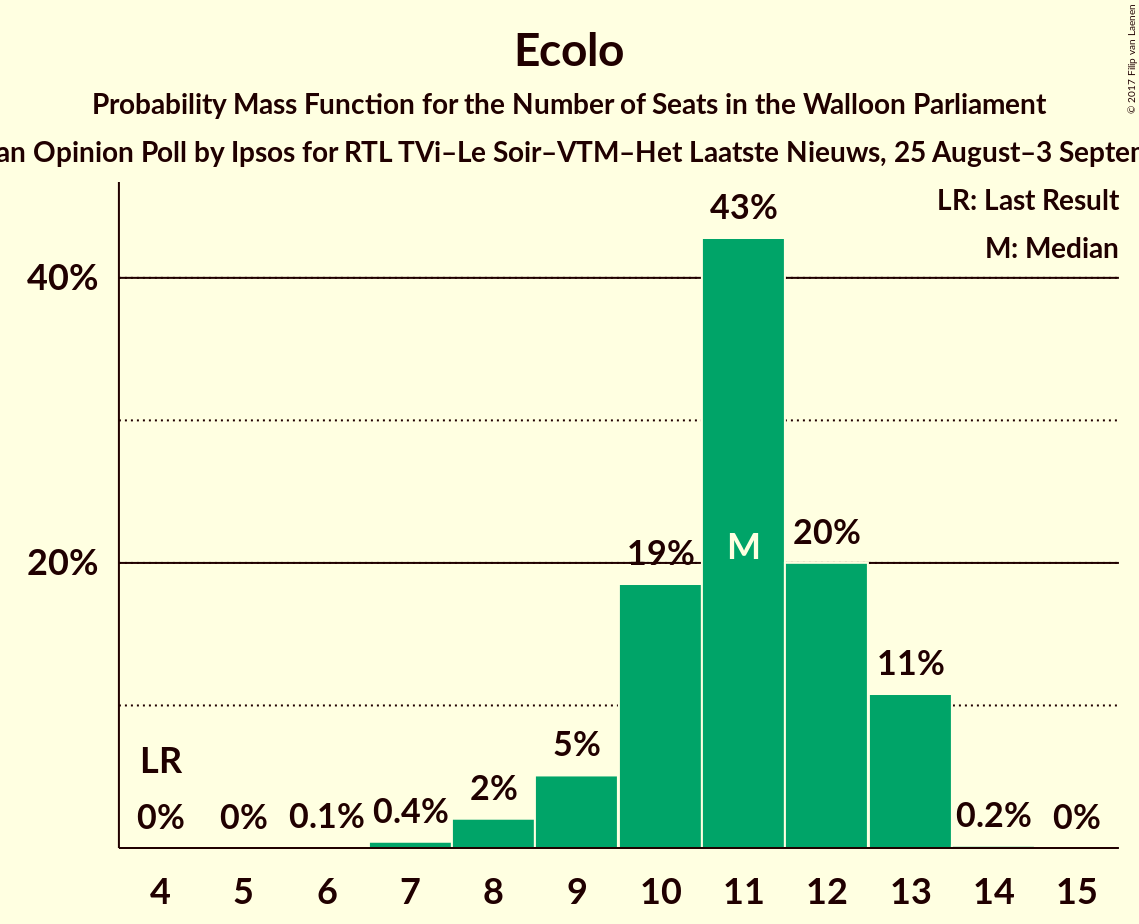 Ecolo
Probability Mass Function for the Number of Seats in the Walloon Parliament
an Opinion Poll by Ipsos for RTL TVi–Le Soir–VTM–Het Laatste Nieuws, 25 August–3 Septem
© 2017 Filip van Laenen
LR: Last Result
M: Median
43%
40%
20%
19%
M
20%
11%
5%
2%
LR
0%
0%
0.1%
0.4%
0.2%
0%
4 5 6 7 8 9 10 11 12 13 14 15